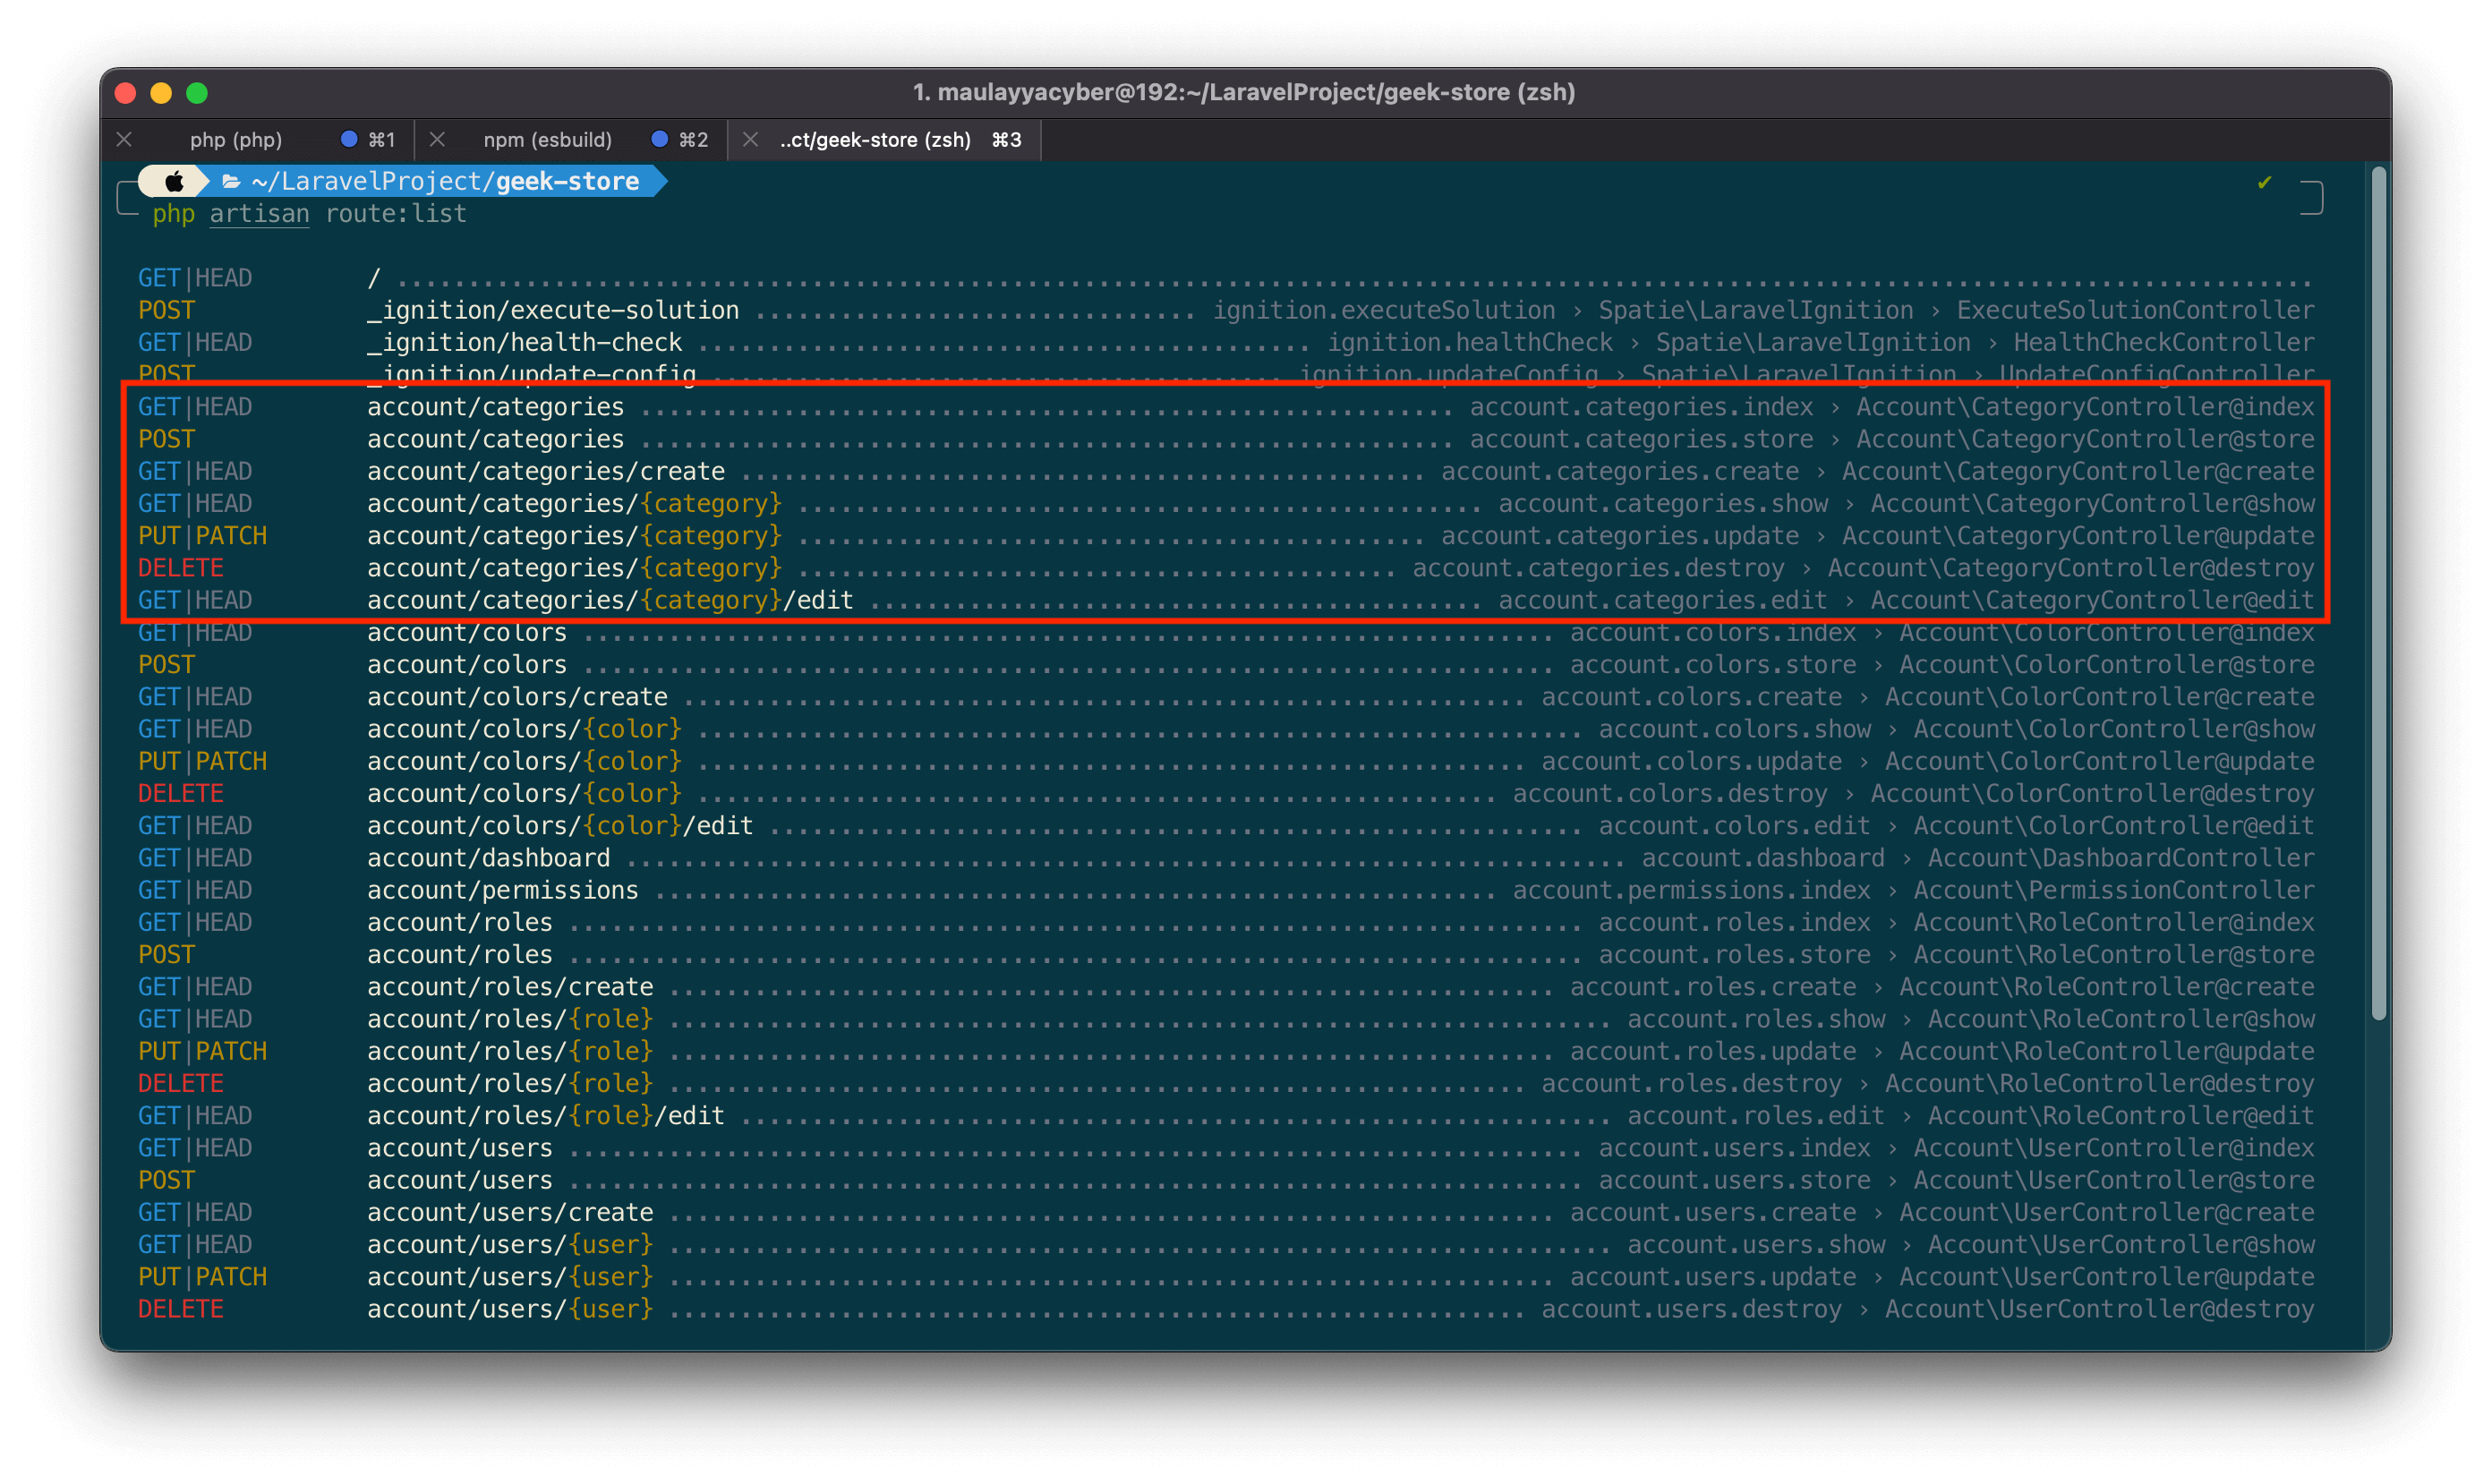 1. maulayyacyber@192:~/LaravelProject/geek-store (zsh)
php (php) ⌘1 npm (esbuild) ⌘2 ..ct/geek-store (zsh) ⌘3
~/LaravelProject/geek-store ✔
php artisan route:list
GET|HEAD / ......................................................................................................................................
POST _ignition/execute-solution ............................... ignition.executeSolution › Spatie\LaravelIgnition › ExecuteSolutionController
GET|HEAD _ignition/health-check ........................................... ignition.healthCheck › Spatie\LaravelIgnition › HealthCheckController
POST _ignition/update-config ........................................ ignition.updateConfig › Spatie\LaravelIgnition › UpdateConfigController
GET|HEAD account/categories ......................................................... account.categories.index › Account\CategoryController@index
POST account/categories ......................................................... account.categories.store › Account\CategoryController@store
GET|HEAD account/categories/create ................................................ account.categories.create › Account\CategoryController@create
GET|HEAD account/categories/{category} ................................................ account.categories.show › Account\CategoryController@show
PUT|PATCH account/categories/{category} ............................................ account.categories.update › Account\CategoryController@update
DELETE account/categories/{category} .......................................... account.categories.destroy › Account\CategoryController@destroy
GET|HEAD account/categories/{category}/edit ........................................... account.categories.edit › Account\CategoryController@edit
GET|HEAD account/colors .................................................................... account.colors.index › Account\ColorController@index
POST account/colors .................................................................... account.colors.store › Account\ColorController@store
GET|HEAD account/colors/create ........................................................... account.colors.create › Account\ColorController@create
GET|HEAD account/colors/{color} .............................................................. account.colors.show › Account\ColorController@show
PUT|PATCH account/colors/{color} .......................................................... account.colors.update › Account\ColorController@update
DELETE account/colors/{color} ........................................................ account.colors.destroy › Account\ColorController@destroy
GET|HEAD account/colors/{color}/edit ......................................................... account.colors.edit › Account\ColorController@edit
GET|HEAD account/dashboard ...................................................................... account.dashboard › Account\DashboardController
GET|HEAD account/permissions ........................................................... account.permissions.index › Account\PermissionController
GET|HEAD account/roles ....................................................................... account.roles.index › Account\RoleController@index
POST account/roles ....................................................................... account.roles.store › Account\RoleController@store
GET|HEAD account/roles/create .............................................................. account.roles.create › Account\RoleController@create
GET|HEAD account/roles/{role} .................................................................. account.roles.show › Account\RoleController@show
PUT|PATCH account/roles/{role} .............................................................. account.roles.update › Account\RoleController@update
DELETE account/roles/{role} ............................................................ account.roles.destroy › Account\RoleController@destroy
GET|HEAD account/roles/{role}/edit ............................................................. account.roles.edit › Account\RoleController@edit
GET|HEAD account/users ....................................................................... account.users.index › Account\UserController@index
POST account/users ....................................................................... account.users.store › Account\UserController@store
GET|HEAD account/users/create .............................................................. account.users.create › Account\UserController@create
GET|HEAD account/users/{user} .................................................................. account.users.show › Account\UserController@show
PUT|PATCH account/users/{user} .............................................................. account.users.update › Account\UserController@update
DELETE account/users/{user} ............................................................ account.users.destroy › Account\UserController@destroy